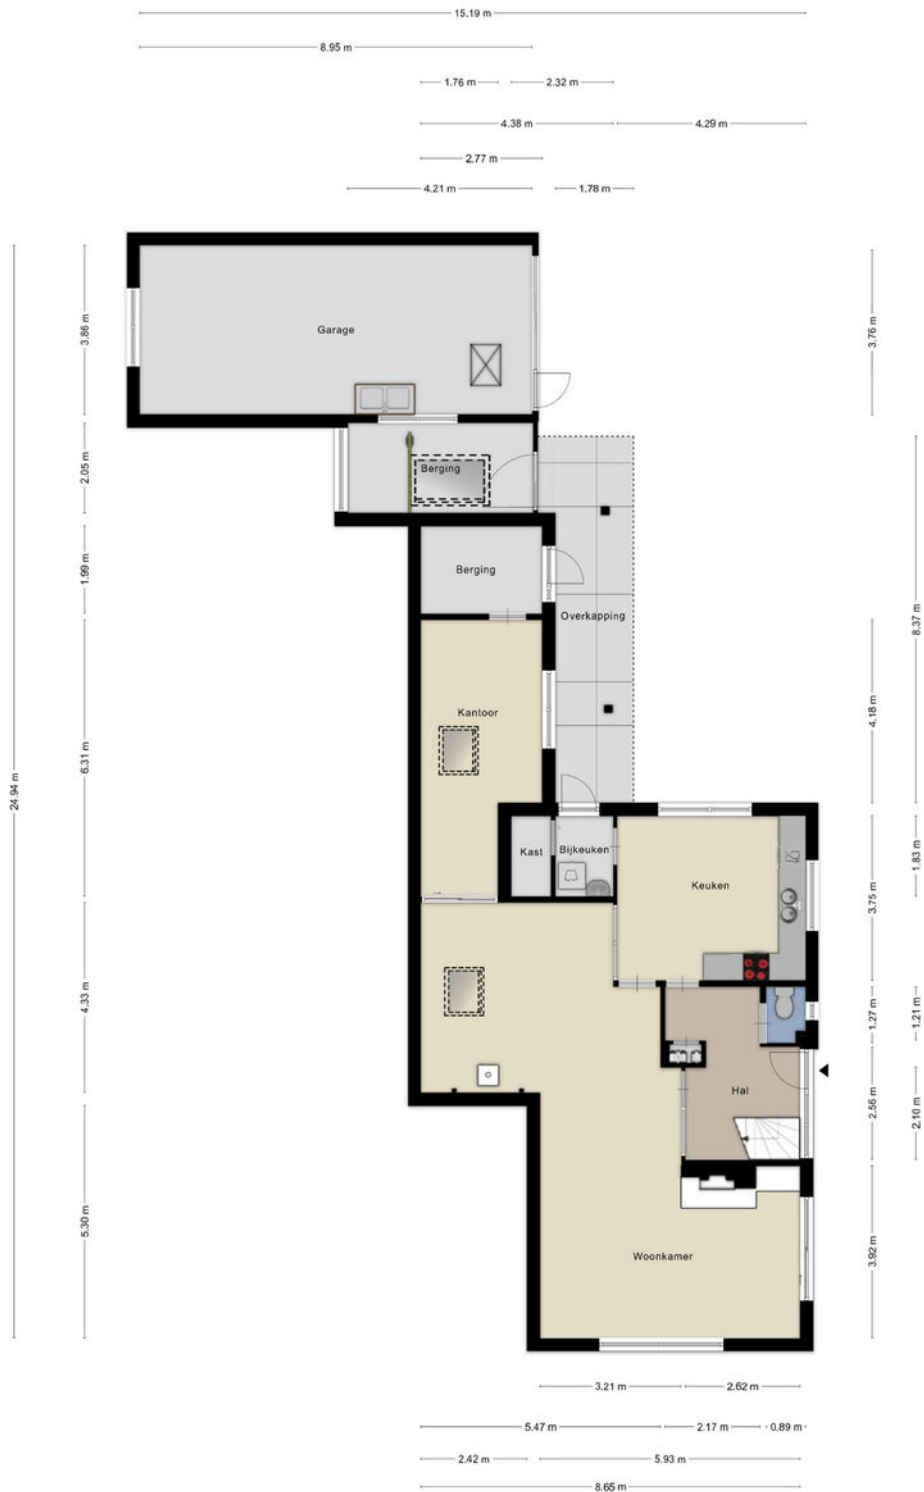 15.19 m
8.95 m
1.76 m
2.32 m
4.38 m
4.29 m
2.77 m
4.21 m
1.78 m
Garage
3.86 m
3.76 m
Berging
2.05 m
Berging
1.99 m
Overkapping
8.37 m
Kantoor
4.18 m
6.31 m
24.94 m
Kast
Bijkeuken
Keuken
3.75 m
1.83 m
4.33 m
1.27 m
1.21 m
Hal
2.56 m
2.10 m
5.30 m
Woonkamer
3.92 m
3.21 m
2.62 m
5.47 m
2.17 m
0.89 m
2.42 m
5.93 m
8.65 m